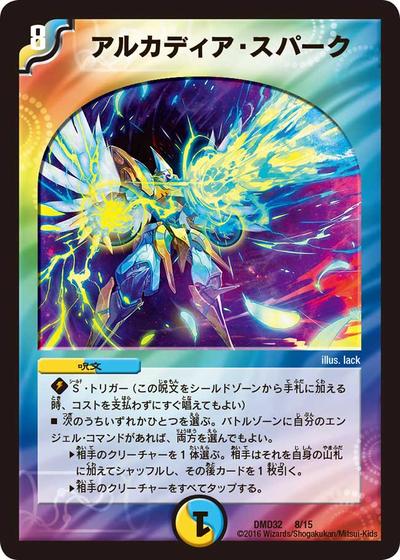 8
アルカディア・スパーク
illus. lack
呪文
S・トリガー(この呪文をシールドゾーンから手札に加える
時、コストを支払わずにすぐ唱えてもよい)
■ 次のうちいずれかひとつを選ぶ。バトルゾーンに自分のエン
ジェル・コマンドがあれば、両方を選んでもよい。
▶相手のクリーチャーを1体選ぶ。相手はそれを自身の山札
に加えてシャッフルし、その後カードを1枚引く。
▶相手のクリーチャーをすべてタップする。
1
DMD32 8/15
©2016 Wizards/Shogakukan/Mitsui-Kids